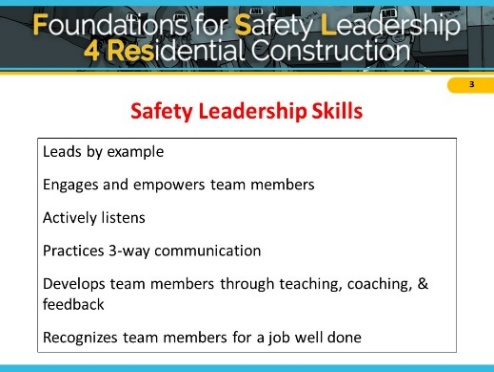 Foundations for Safety Leadership
4 Residential Construction
3
Safety Leadership Skills
Leads by example
Engages and empowers team members
Actively listens
Practices 3-way communication
Develops team members through teaching, coaching, &
feedback
Recognizes team members for a job well done